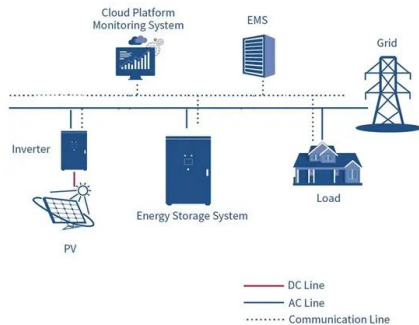 Cloud Platform
Monitoring System
EMS
Grid
Inverter
Energy Storage System
Load
PV
DC Line
AC Line
Communication Line